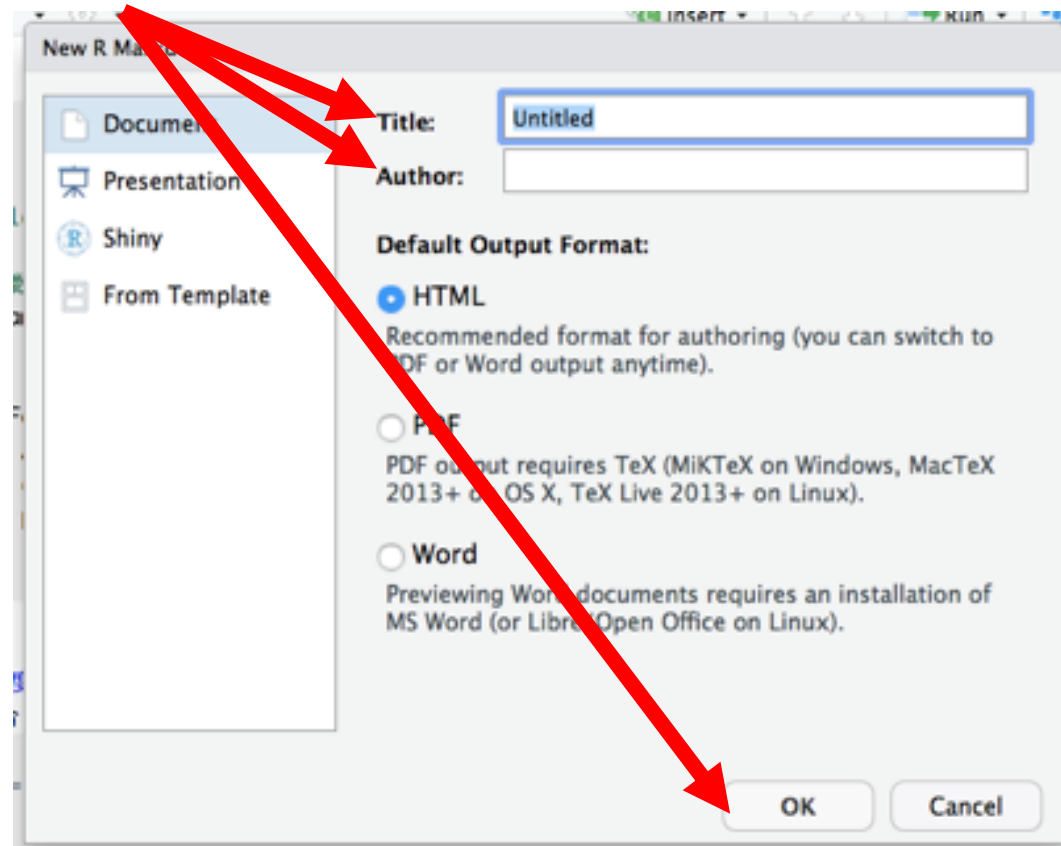 Insert Run
New R
Document
Presentation
Shiny
From Template
Title: Untitled
Author:
Default Output Format:
HTML
Recommended format for authoring (you can switch to
PDF or Word output anytime).
PDF
PDF output requires TeX (MiKTeX on Windows, MacTeX
2013+ on OS X, TeX Live 2013+ on Linux).
Word
Previewing Word documents requires an installation of
MS Word (or Libre/Open Office on Linux).
OK Cancel